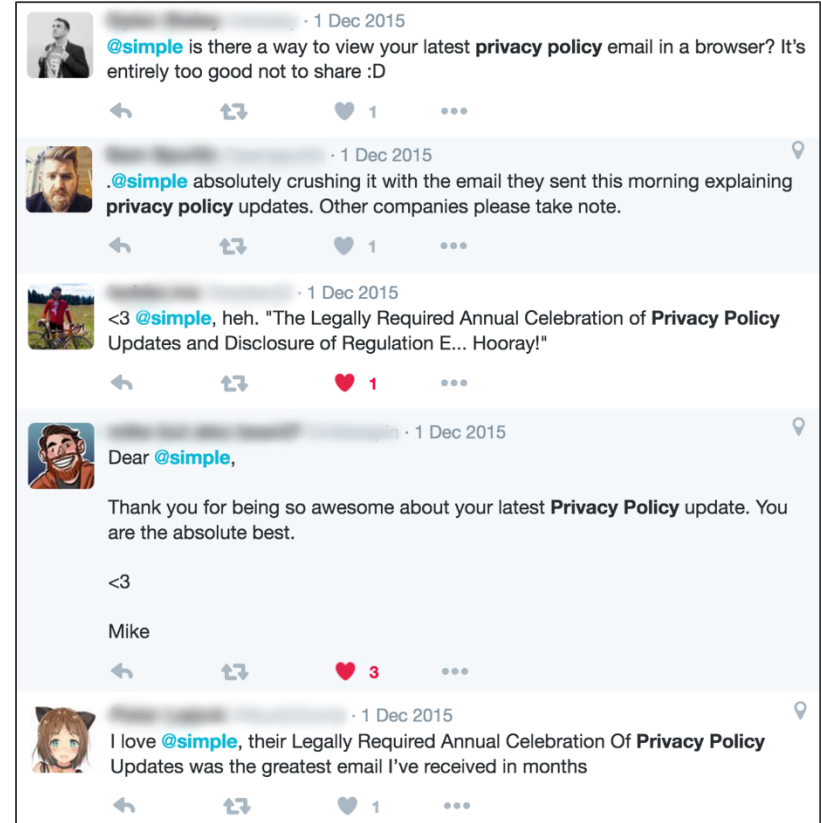 · 1 Dec 2015
@simple is there a way to view your latest privacy policy email in a browser? It's
entirely too good not to share :D
1
· 1 Dec 2015
.@simple absolutely crushing it with the email they sent this morning explaining
privacy policy updates. Other companies please take note.
1
· 1 Dec 2015
<3 @simple, heh. "The Legally Required Annual Celebration of Privacy Policy
Updates and Disclosure of Regulation E... Hooray!"
1
· 1 Dec 2015
Dear @simple,
Thank you for being so awesome about your latest Privacy Policy update. You
are the absolute best.
<3
Mike
3
· 1 Dec 2015
I love @simple, their Legally Required Annual Celebration Of Privacy Policy
Updates was the greatest email I've received in months
1